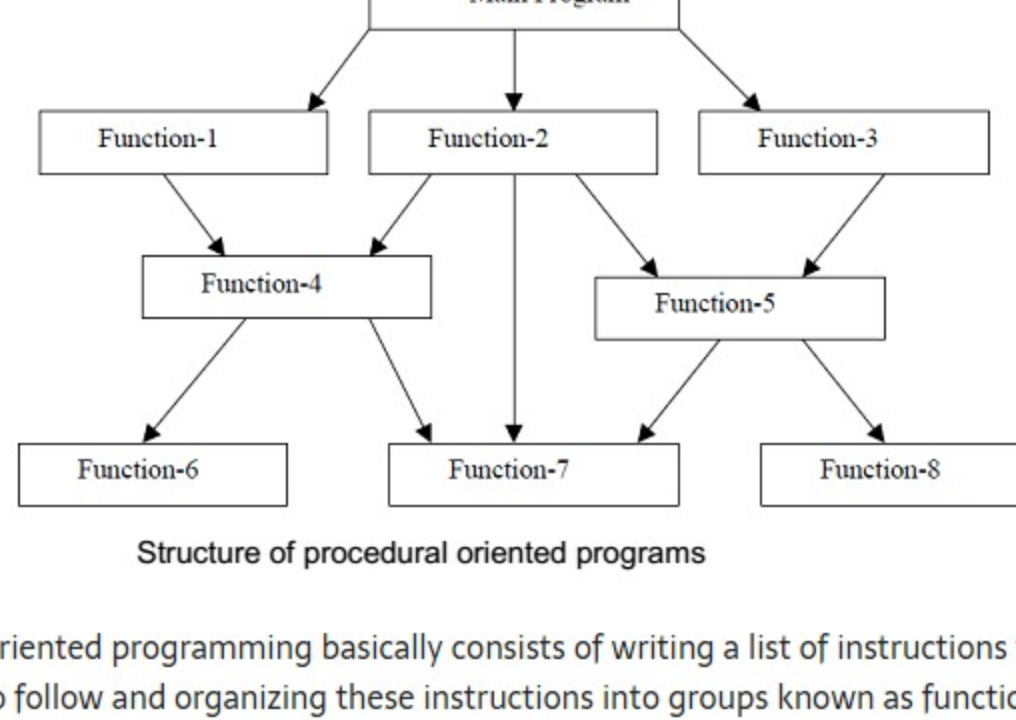 Main Program
Function-1 Function-2 Function-3
Function-4
Function-5
Function-6 Function-7 Function-8
Structure of procedural oriented programs
riented programming basically consists of writing a list of instructions
o follow and organizing these instructions into groups known as functio